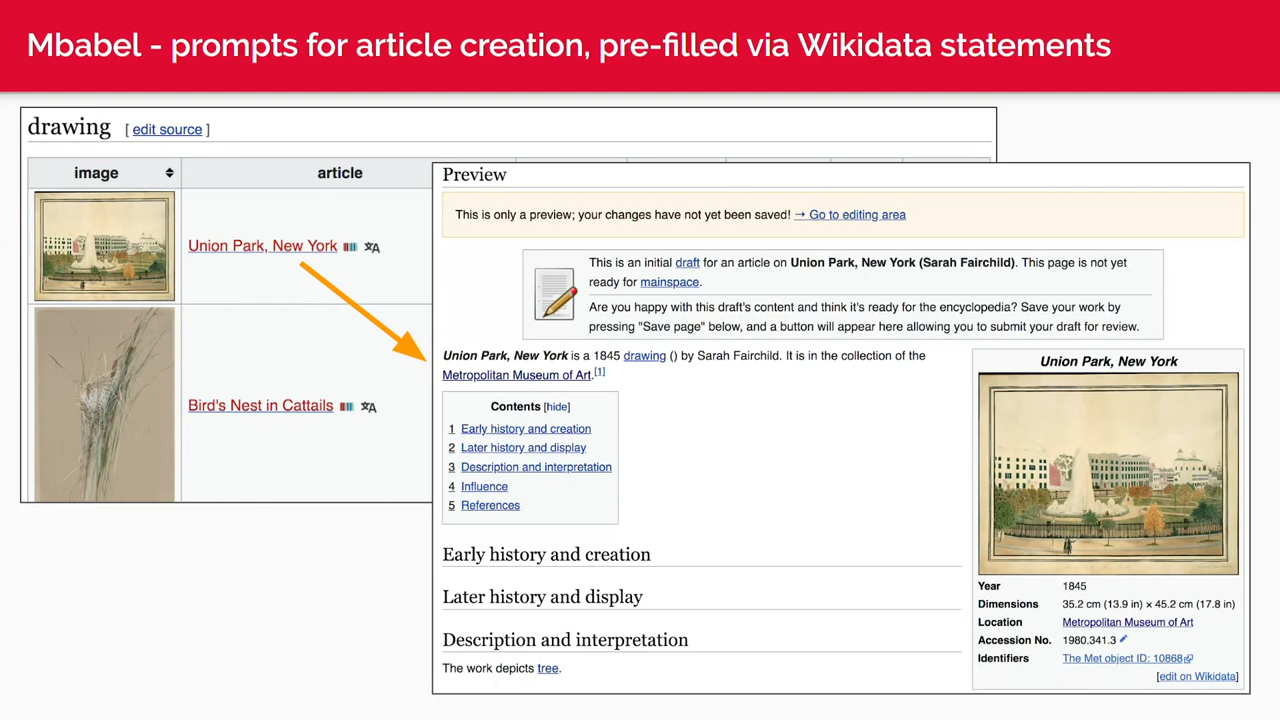 Mbabel - prompts for article creation, pre-filled via Wikidata statements
drawing [ edit source ]
image article
Union Park, New York
Bird's Nest in Cattails
Preview
This is only a preview; your changes have not yet been saved! → Go to editing area
This is an initial draft for an article on Union Park, New York (Sarah Fairchild). This page is not yet
ready for mainspace.
Are you happy with this draft's content and think it's ready for the encyclopedia? Save your work by
pressing "Save page" below, and a button will appear here allowing you to submit your draft for review.
Union Park, New York is a 1845 drawing () by Sarah Fairchild. It is in the collection of the
Metropolitan Museum of Art.[1]
Contents [hide]
1 Early history and creation
2 Later history and display
3 Description and interpretation
4 Influence
5 References
Early history and creation
Later history and display
Description and interpretation
The work depicts tree.
Union Park, New York
Year 1845
Dimensions 35.2 cm (13.9 in) × 45.2 cm (17.8 in)
Location Metropolitan Museum of Art
Accession No. 1980.341.3
Identifiers The Met object ID: 10868
[edit on Wikidata]